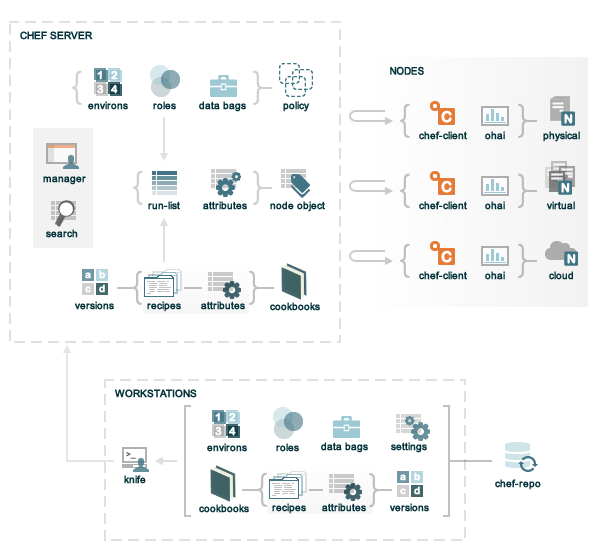 CHEF SERVER
1 2
3 4
environs
roles
data bags
policy
manager
search
run-list
attributes
node object
a b
c d
versions
recipes
attributes
cookbooks
NODES
C
chef-client
ohai
N
physical
C
chef-client
ohai
N
virtual
C
chef-client
ohai
N
cloud
WORKSTATIONS
1 2
3 4
environs
roles
data bags
settings
>_
knife
cookbooks
recipes
attributes
a b
c d
versions
chef-repo